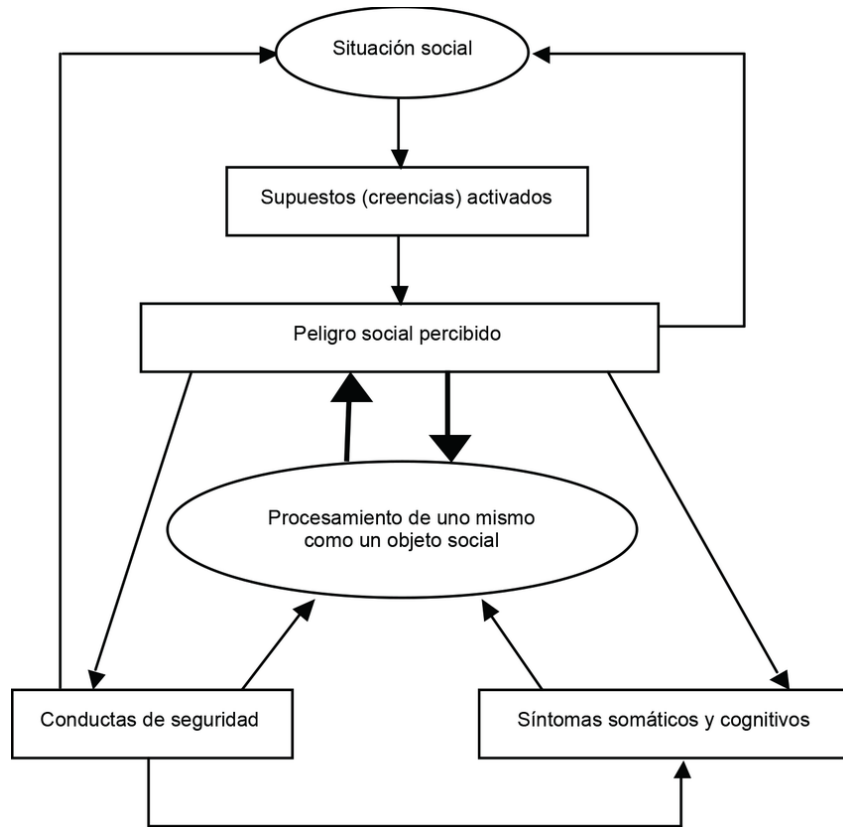 Situación social
Supuestos (creencias) activados
Peligro social percibido
Procesamiento de uno mismo
como un objeto social
Conductas de seguridad
Síntomas somáticos y cognitivos